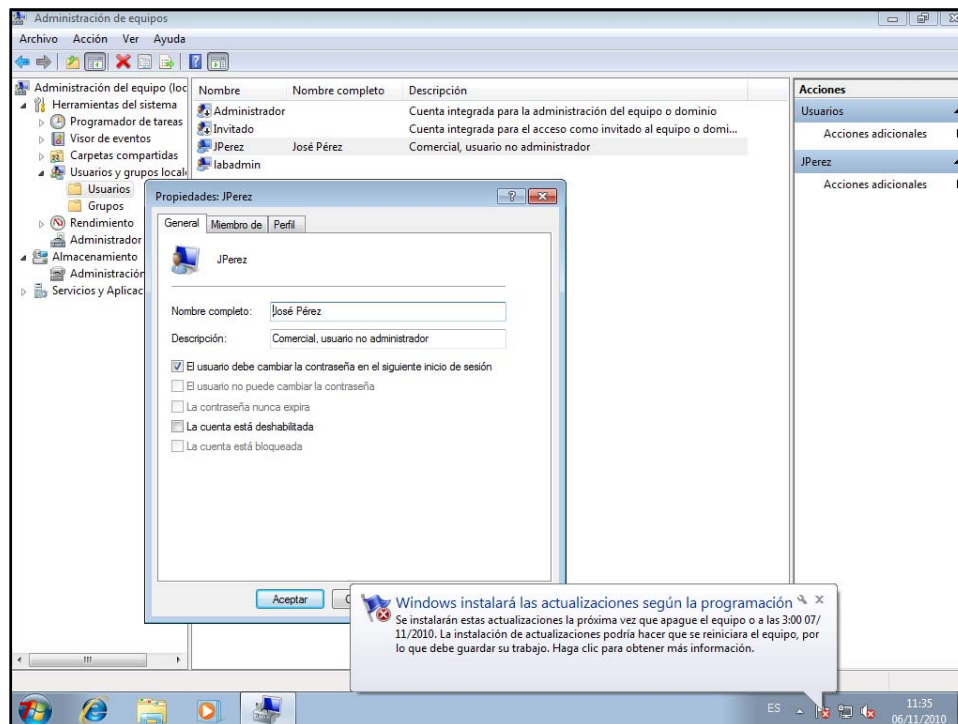 Administración de equipos
Archivo Acción Ver Ayuda
Administración del equipo (loc
Herramientas del sistema
Programador de tareas
Visor de eventos
Carpetas compartidas
Usuarios y grupos local
Usuarios
Grupos
Rendimiento
Administrador
Almacenamiento
Administración
Servicios y Aplicac
Nombre Nombre completo Descripción
Administrador Cuenta integrada para la administración del equipo o dominio
Invitado Cuenta integrada para el acceso como invitado al equipo o domi...
JPerez José Pérez Comercial, usuario no administrador
labadmin
Acciones
Usuarios
Acciones adicionales
JPerez
Acciones adicionales
Propiedades: JPerez
General Miembro de Perfil
JPerez
Nombre completo: José Pérez
Descripción: Comercial, usuario no administrador
El usuario debe cambiar la contraseña en el siguiente inicio de sesión
El usuario no puede cambiar la contraseña
La contraseña nunca expira
La cuenta está deshabilitada
La cuenta está bloqueada
Aceptar C
Windows instalará las actualizaciones según la programación
Se instalarán estas actualizaciones la próxima vez que apague el equipo o a las 3:00 07/
11/2010. La instalación de actualizaciones podría hacer que se reiniciara el equipo, por
lo que debe guardar su trabajo. Haga clic para obtener más información.
ES
11:35
06/11/2010